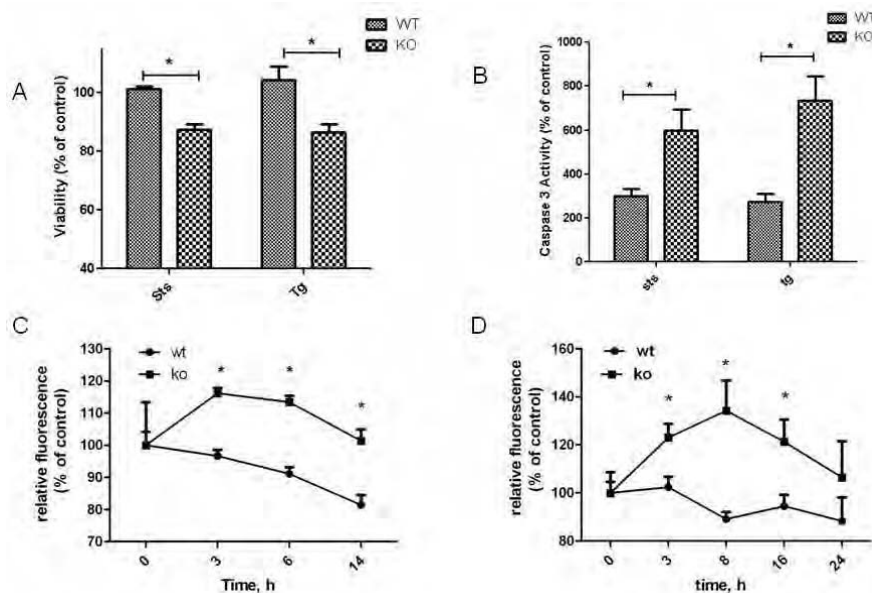 A
WT
KO
Viability (% of control)
100
80
60
40
*
*
Sts
Tg
B
WT
KO
Caspase 3 Activity (% of control)
1000
800
600
400
200
0
*
*
sts
tg
C
wt
ko
relative fluorescence
(% of control)
130
120
110
100
90
80
70
*
*
*
0
3
6
14
Time, h
D
wt
ko
relative fluorescence
(% of control)
160
140
120
100
80
*
*
*
0
3
8
16
24
time, h